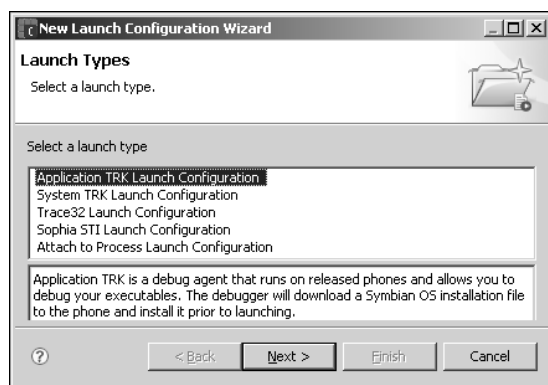 New Launch Configuration Wizard
Launch Types
Select a launch type.
Select a launch type
Application TRK Launch Configuration
System TRK Launch Configuration
Trace32 Launch Configuration
Sophia STI Launch Configuration
Attach to Process Launch Configuration
Application TRK is a debug agent that runs on released phones and allows you to
debug your executables. The debugger will download a Symbian OS installation file
to the phone and install it prior to launching.
< Back Next > Finish Cancel